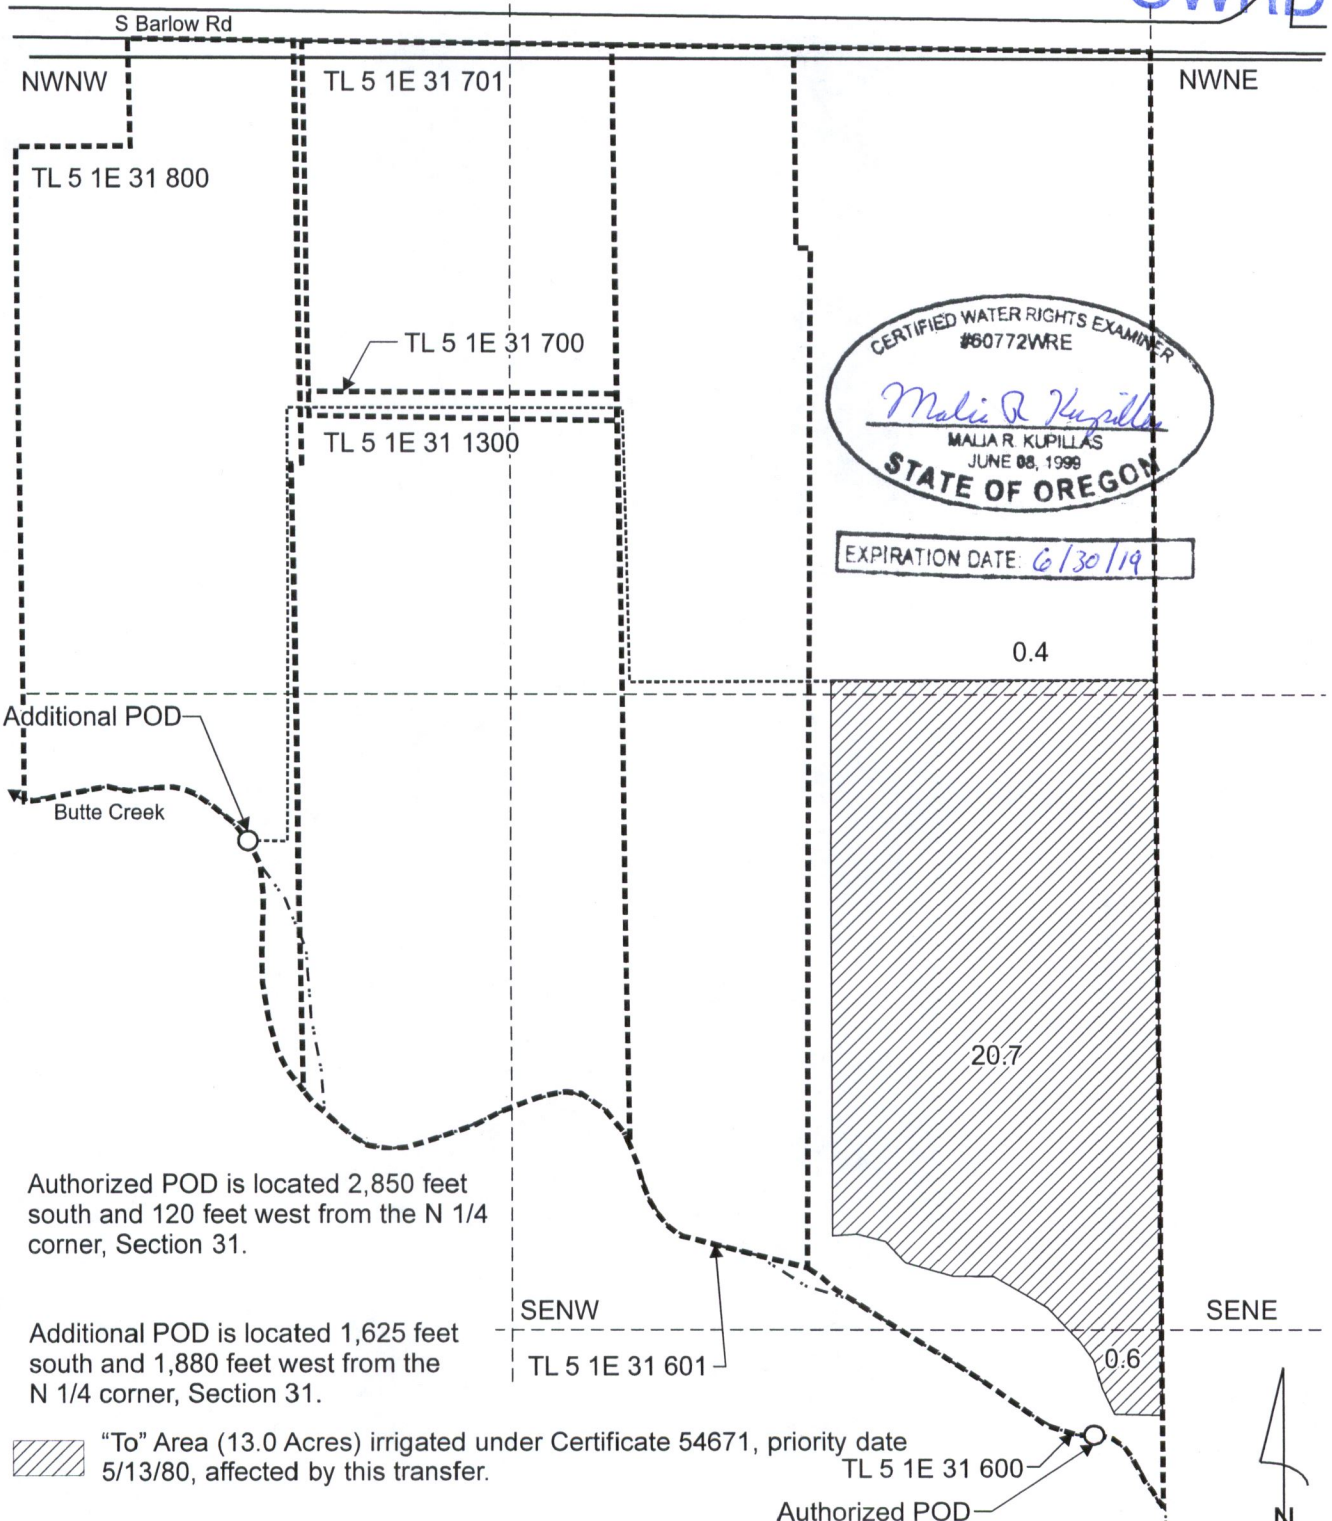 OWRD
S Barlow Rd
NWNW
TL 5 1E 31 701
NWNE
TL 5 1E 31 800
TL 5 1E 31 700
TL 5 1E 31 1300
CERTIFIED WATER RIGHTS EXAMINER
#60772WRE
Malia R Kupillas
MALIA R. KUPILLAS
JUNE 08, 1999
STATE OF OREGON
EXPIRATION DATE: 6/30/19
0.4
Additional POD
Butte Creek
20.7
Authorized POD is located 2,850 feet
south and 120 feet west from the N 1/4
corner, Section 31.
SENW
SENE
Additional POD is located 1,625 feet
south and 1,880 feet west from the
N 1/4 corner, Section 31.
TL 5 1E 31 601
0.6
“To” Area (13.0 Acres) irrigated under Certificate 54671, priority date
5/13/80, affected by this transfer.
TL 5 1E 31 600
Authorized POD
N